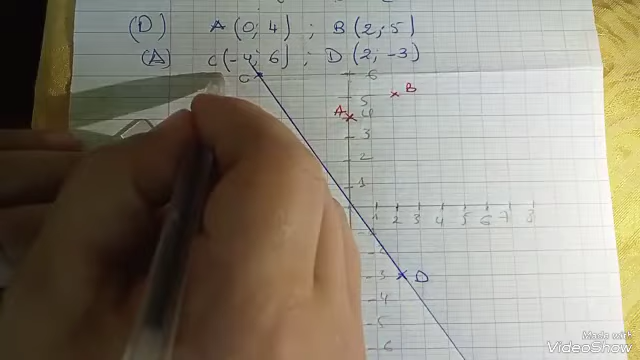 (D) A(0; 4) ; B(2; 5)
(Δ) C(-4; 6) ; D(2; -3)
C 6
5 B
A 4
3
2
1
1 2 3 4 5 6 7 8
-3 D
-4
-5
-6
Made with
VideoShow